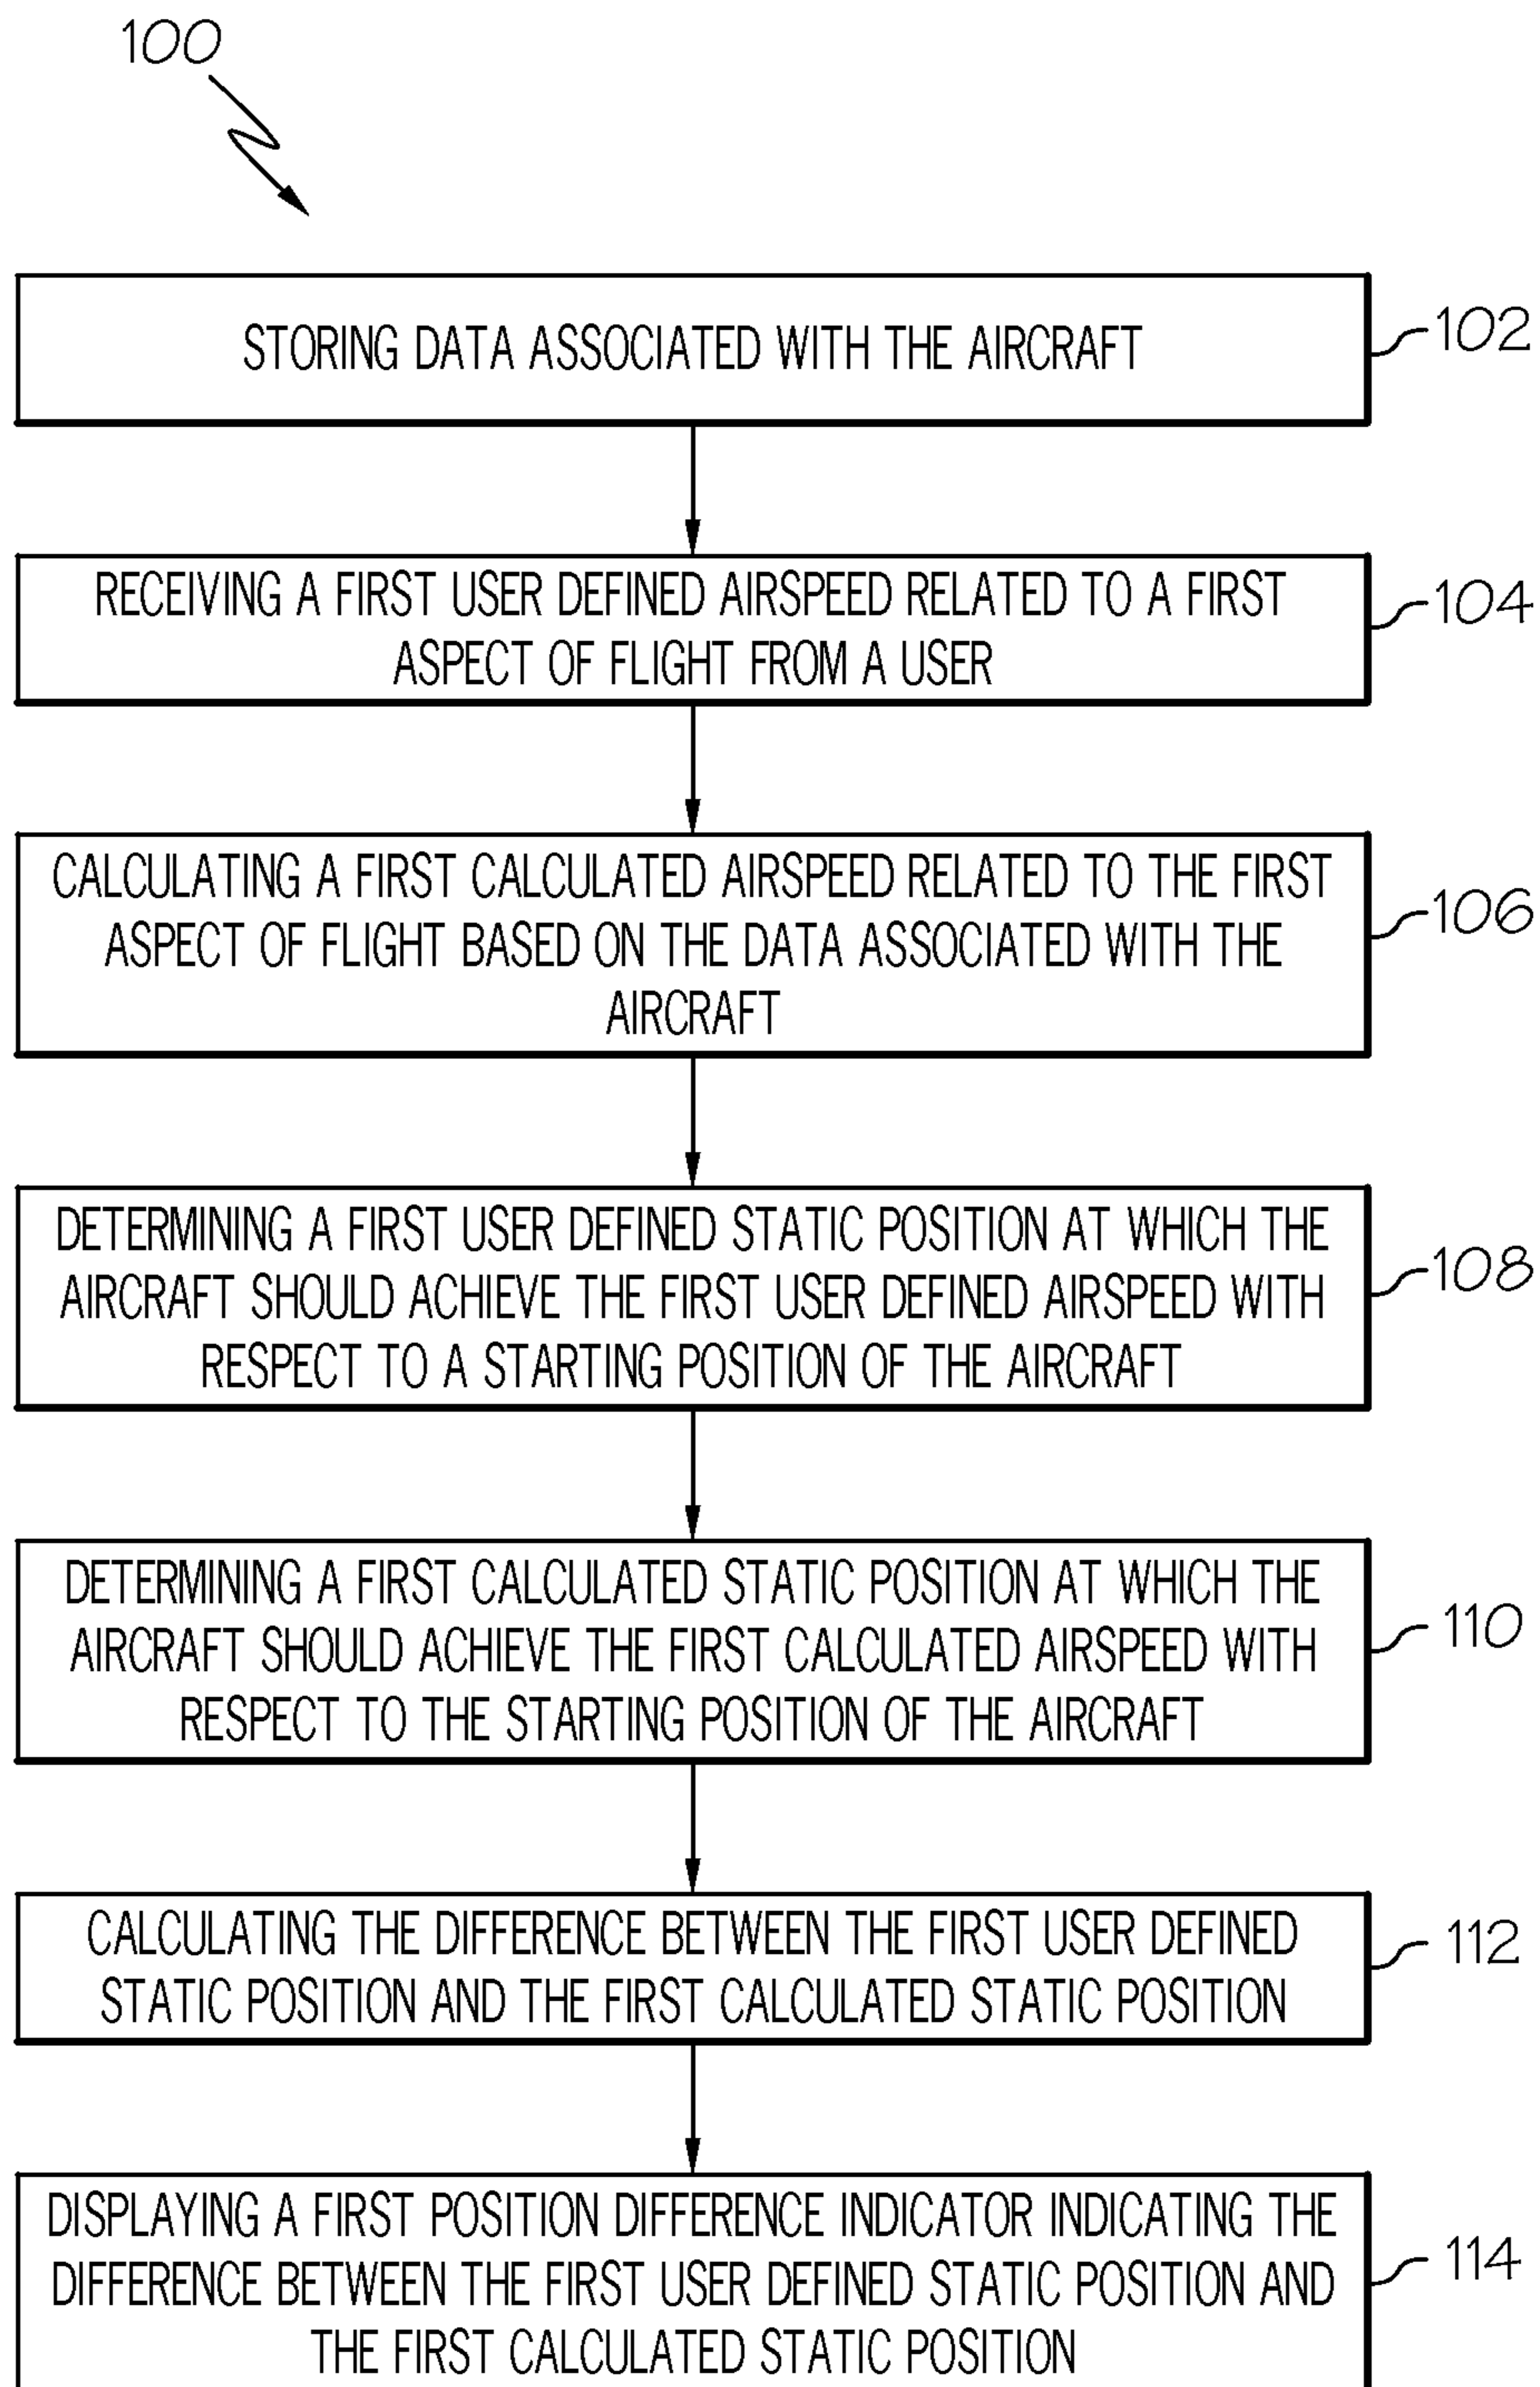 100
STORING DATA ASSOCIATED WITH THE AIRCRAFT
102
RECEIVING A FIRST USER DEFINED AIRSPEED RELATED TO A FIRST
ASPECT OF FLIGHT FROM A USER
104
CALCULATING A FIRST CALCULATED AIRSPEED RELATED TO THE FIRST
ASPECT OF FLIGHT BASED ON THE DATA ASSOCIATED WITH THE
AIRCRAFT
106
DETERMINING A FIRST USER DEFINED STATIC POSITION AT WHICH THE
AIRCRAFT SHOULD ACHIEVE THE FIRST USER DEFINED AIRSPEED WITH
RESPECT TO A STARTING POSITION OF THE AIRCRAFT
108
DETERMINING A FIRST CALCULATED STATIC POSITION AT WHICH THE
AIRCRAFT SHOULD ACHIEVE THE FIRST CALCULATED AIRSPEED WITH
RESPECT TO THE STARTING POSITION OF THE AIRCRAFT
110
CALCULATING THE DIFFERENCE BETWEEN THE FIRST USER DEFINED
STATIC POSITION AND THE FIRST CALCULATED STATIC POSITION
112
DISPLAYING A FIRST POSITION DIFFERENCE INDICATOR INDICATING THE
DIFFERENCE BETWEEN THE FIRST USER DEFINED STATIC POSITION AND
THE FIRST CALCULATED STATIC POSITION
114